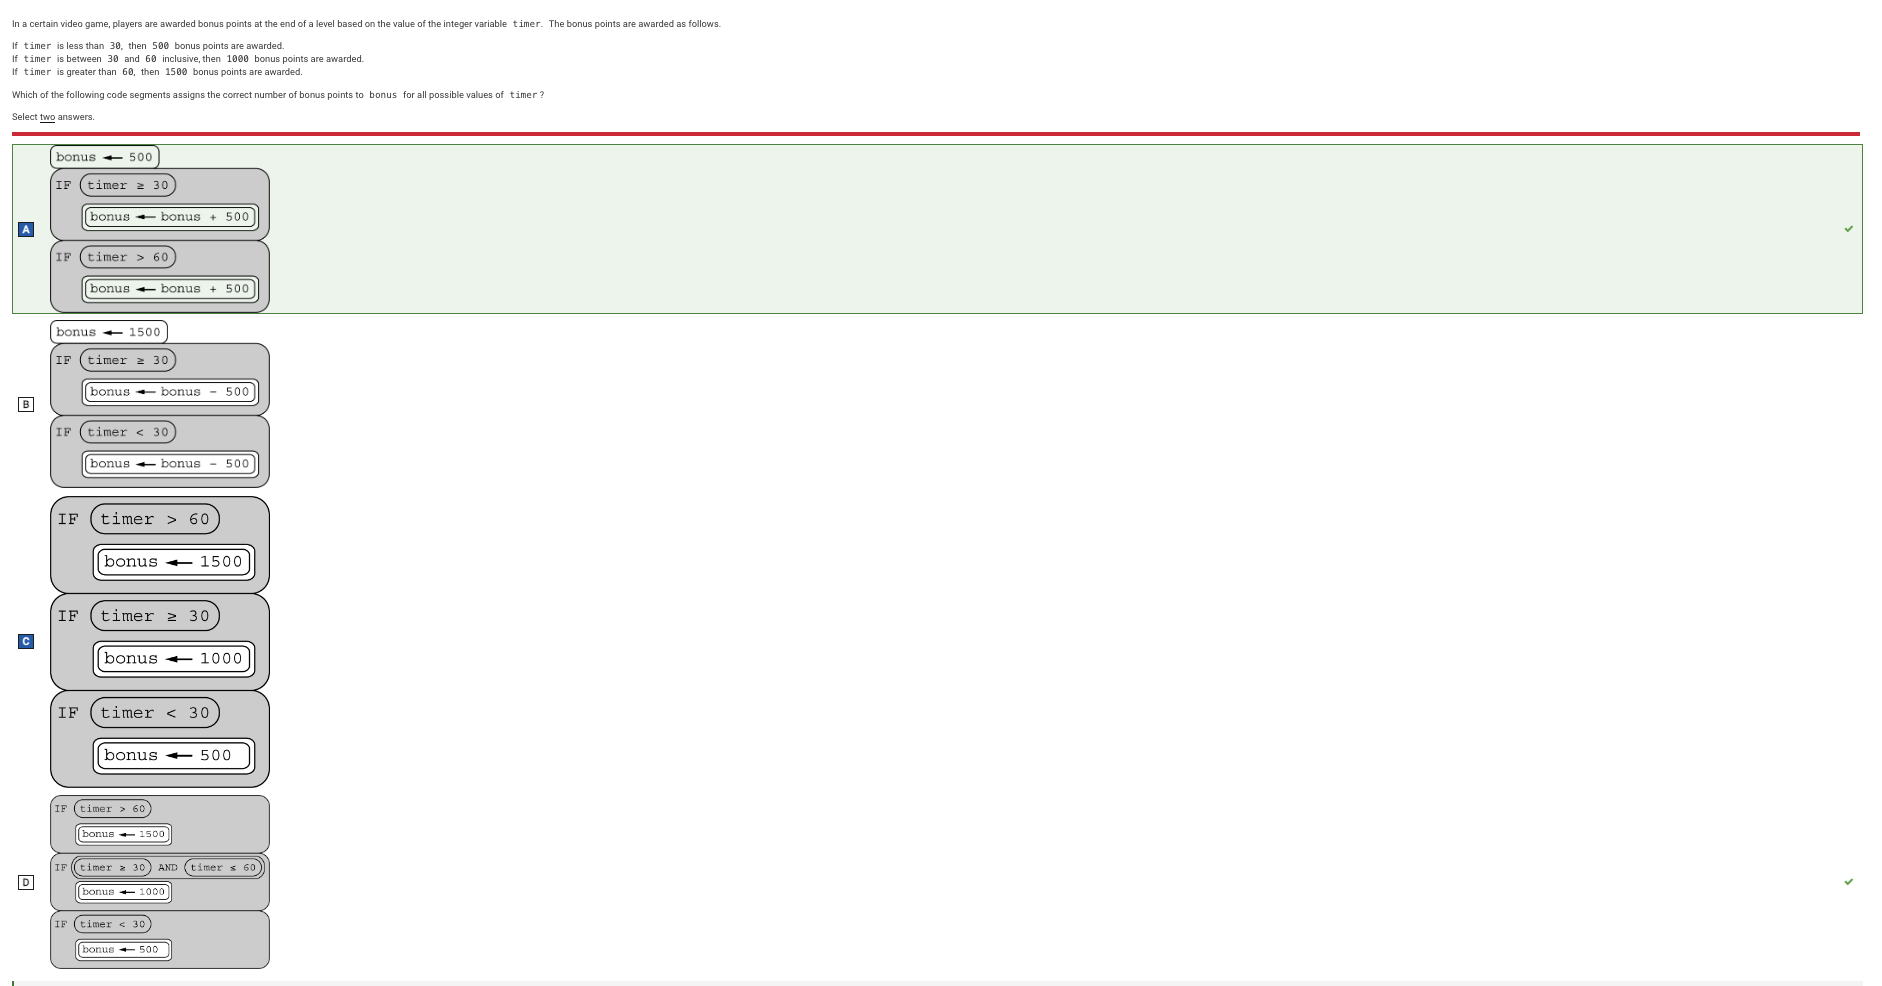 In a certain video game, players are awarded bonus points at the end of a level based on the value of the integer variable timer. The bonus points are awarded as follows.
If timer is less than 30, then 500 bonus points are awarded.
If timer is between 30 and 60 inclusive, then 1000 bonus points are awarded.
If timer is greater than 60, then 1500 bonus points are awarded.
Which of the following code segments assigns the correct number of bonus points to bonus for all possible values of timer ?
Select two answers.
A
bonus ← 500
IF timer ≥ 30
bonus ← bonus + 500
IF timer > 60
bonus ← bonus + 500
B
bonus ← 1500
IF timer ≥ 30
bonus ← bonus - 500
IF timer < 30
bonus ← bonus - 500
C
IF timer > 60
bonus ← 1500
IF timer ≥ 30
bonus ← 1000
IF timer < 30
bonus ← 500
D
IF timer > 60
bonus ← 1500
IF timer ≥ 30 AND timer ≤ 60
bonus ← 1000
IF timer < 30
bonus ← 500